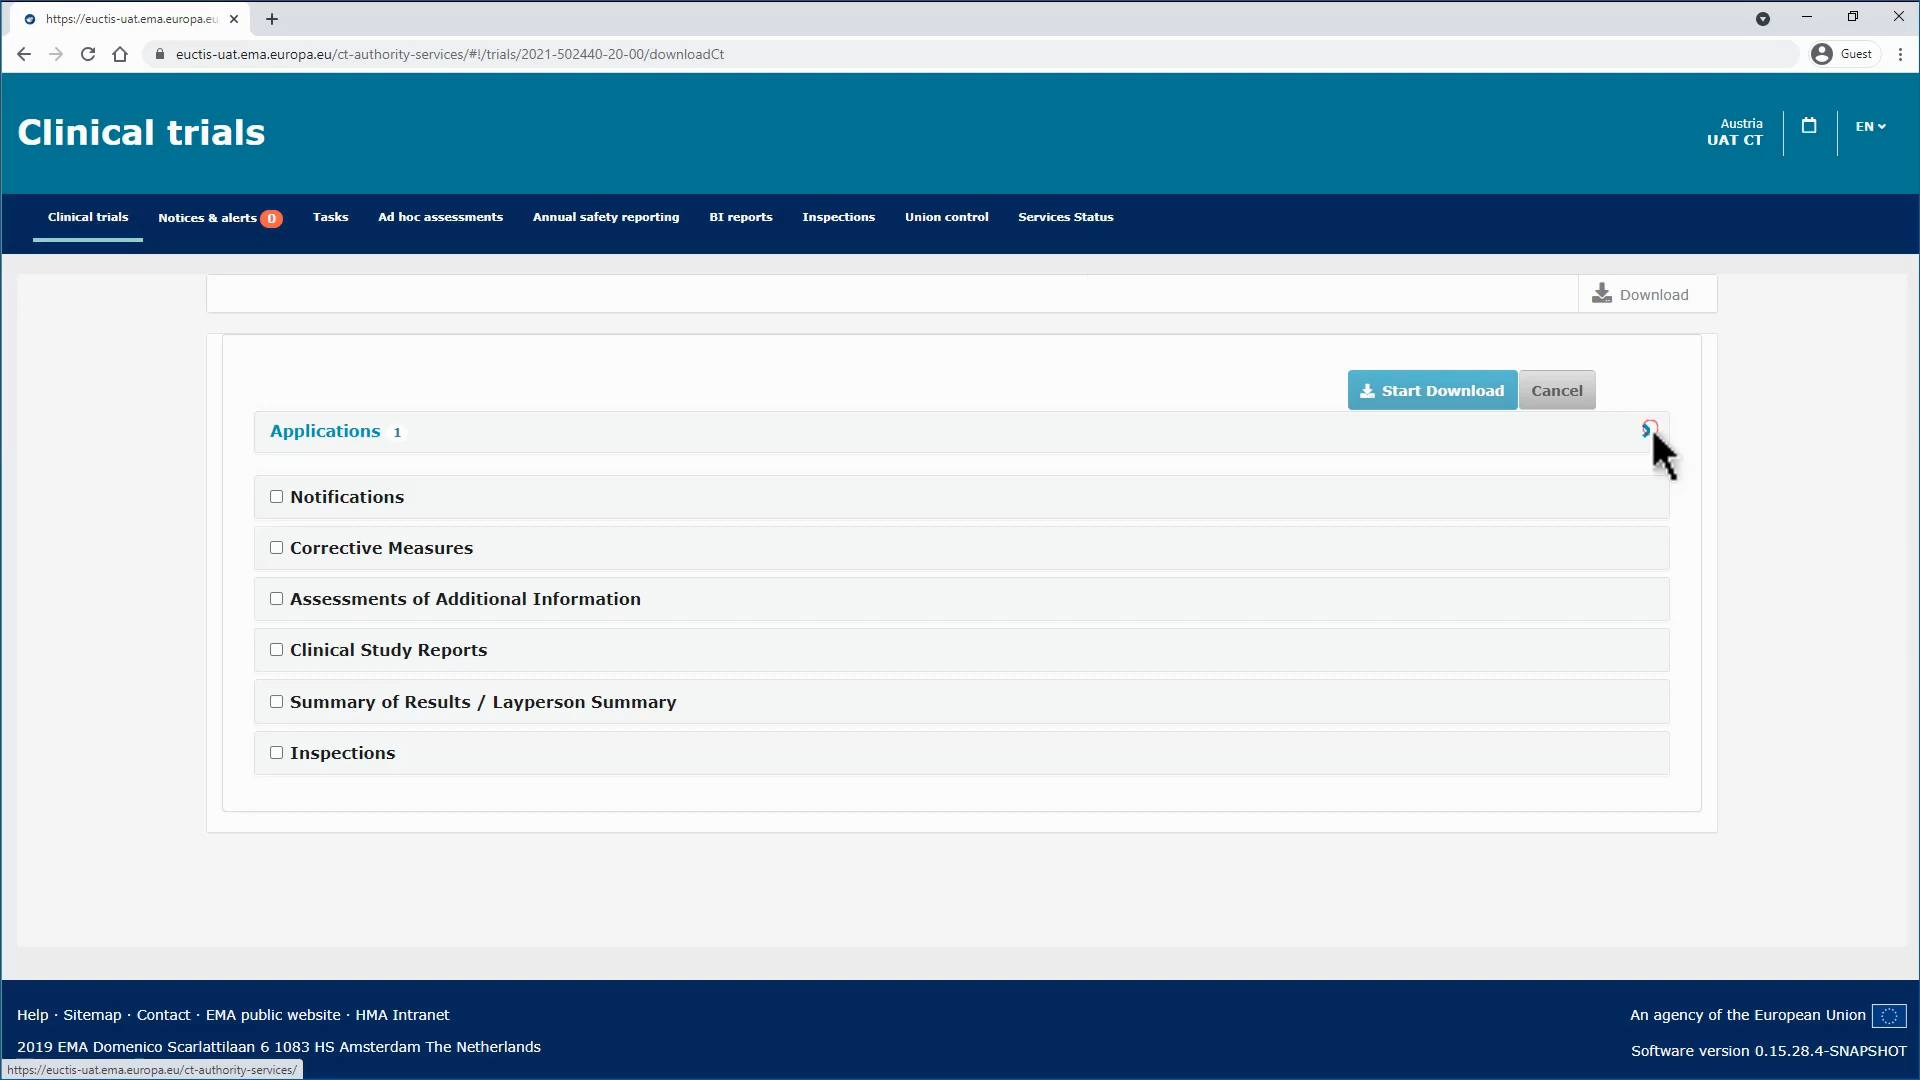 https://euctis-uat.ema.europa.eu
euctis-uat.ema.europa.eu/ct-authority-services/#!/trials/2021-502440-20-00/downloadCt
Guest
Clinical trials
Austria
UAT CT
EN
Clinical trials
Notices & alerts 0
Tasks
Ad hoc assessments
Annual safety reporting
BI reports
Inspections
Union control
Services Status
Download
Start Download
Cancel
Applications 1
Notifications
Corrective Measures
Assessments of Additional Information
Clinical Study Reports
Summary of Results / Layperson Summary
Inspections
Help · Sitemap · Contact · EMA public website · HMA Intranet
An agency of the European Union
2019 EMA Domenico Scarlattilaan 6 1083 HS Amsterdam The Netherlands
Software version 0.15.28.4-SNAPSHOT
https://euctis-uat.ema.europa.eu/ct-authority-services/